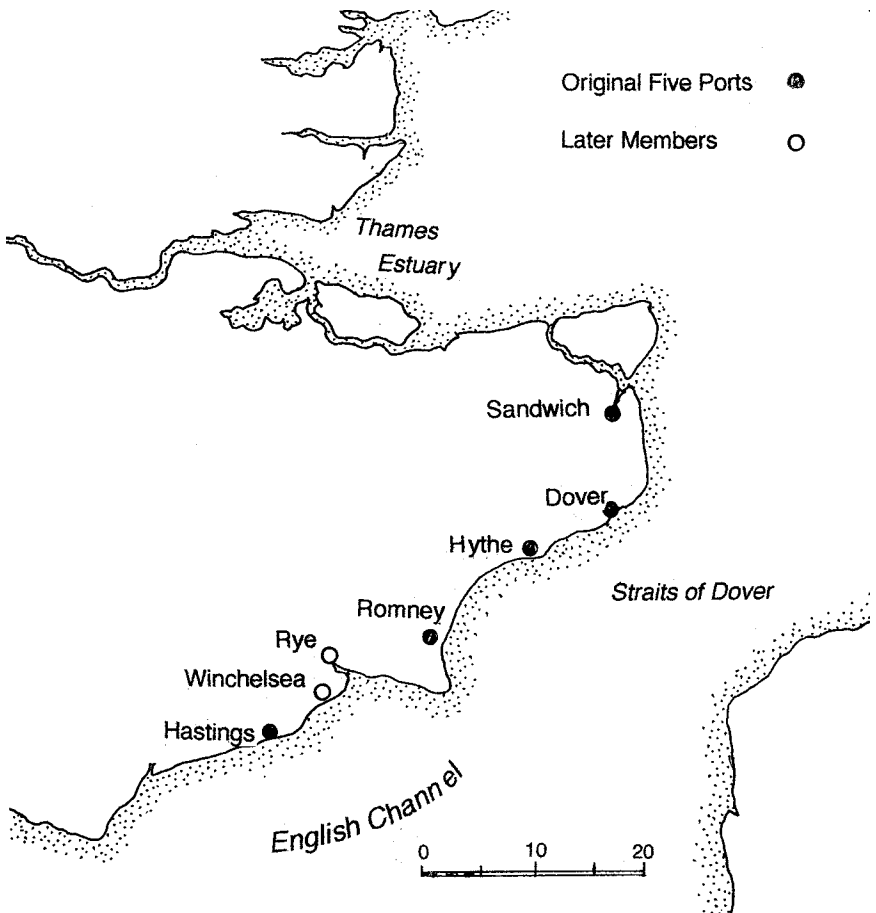 Original Five Ports
Later Members
Thames
Estuary
Sandwich
Dover
Hythe
Straits of Dover
Romney
Rye
Winchelsea
Hastings
English Channel
0 10 20